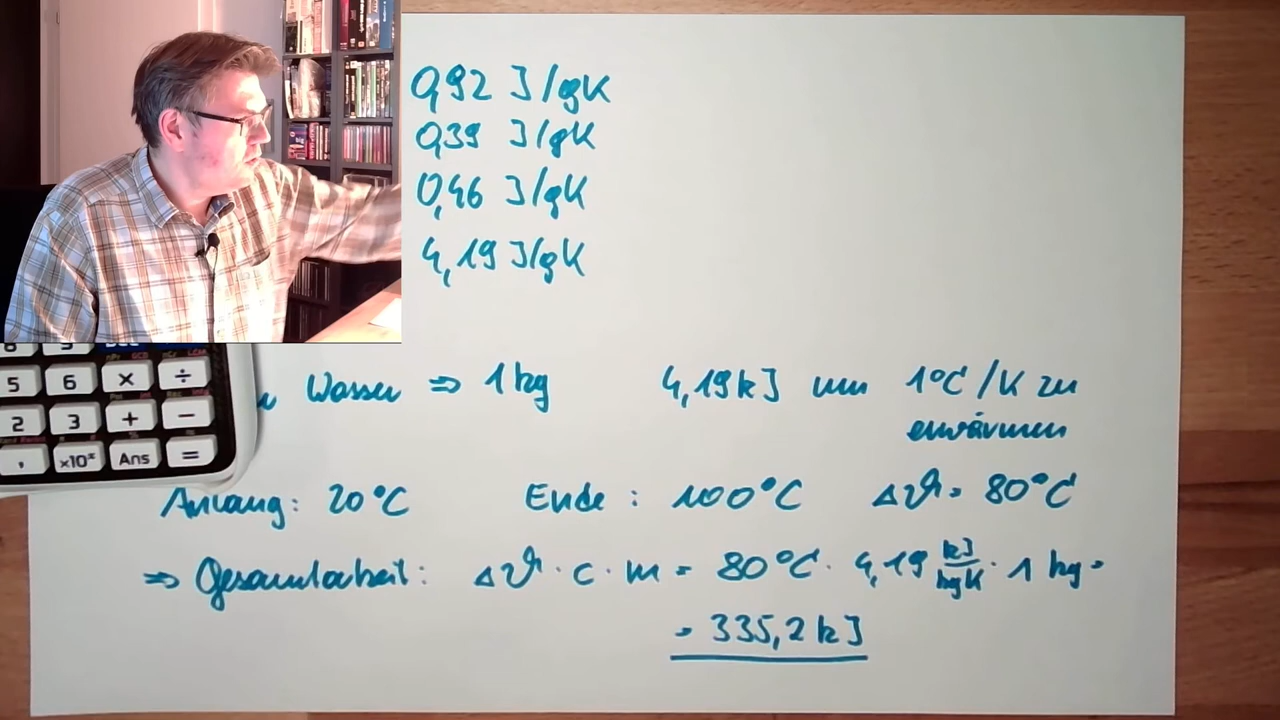 0,92 J/gK
0,39 J/gK
0,46 J/gK
4,19 J/gK
5 6 × ÷
2 3 + −
, ×10ˣ Ans =
Wasser ⇒ 1 kg 4,19 kJ um 1°C /K zu
erwärmen
Anfang: 20°C Ende: 100°C Δϑ = 80°C
⇒ Gesamtarbeit: Δϑ · c · m = 80°C · 4,19 kJ/kgK · 1 kg =
= 335,2 kJ